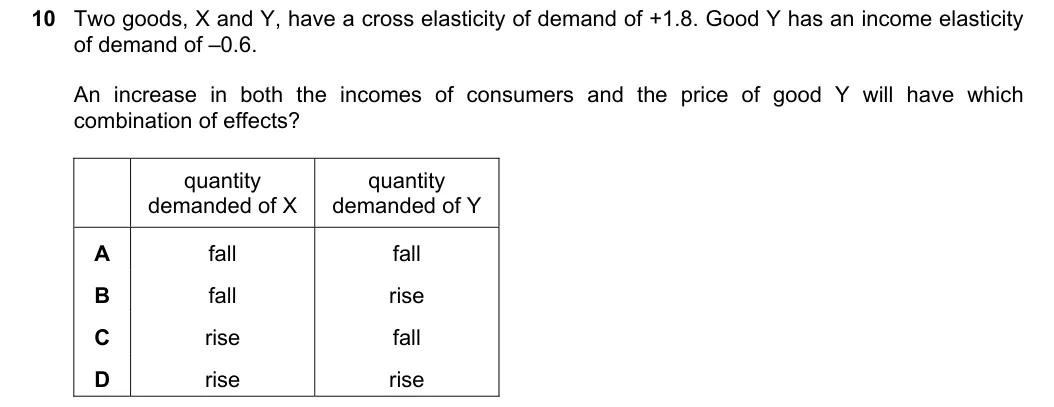 10 Two goods, X and Y, have a cross elasticity of demand of +1.8. Good Y has an income elasticity
of demand of –0.6.
An increase in both the incomes of consumers and the price of good Y will have which
combination of effects?
quantity demanded of X quantity demanded of Y
A fall fall
B fall rise
C rise fall
D rise rise